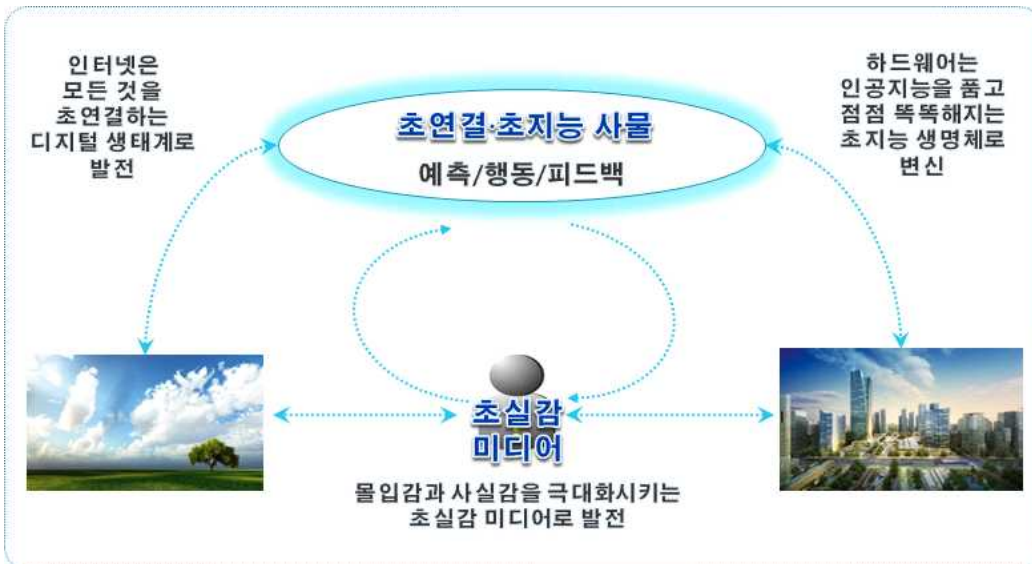 인터넷은
모든 것을
초연결하는
디지털 생태계로
발전
초연결·초지능 사물
예측/행동/피드백
하드웨어는
인공지능을 품고
점점 똑똑해지는
초지능 생명체로
변신
초실감
미디어
몰입감과 사실감을 극대화시키는
초실감 미디어로 발전